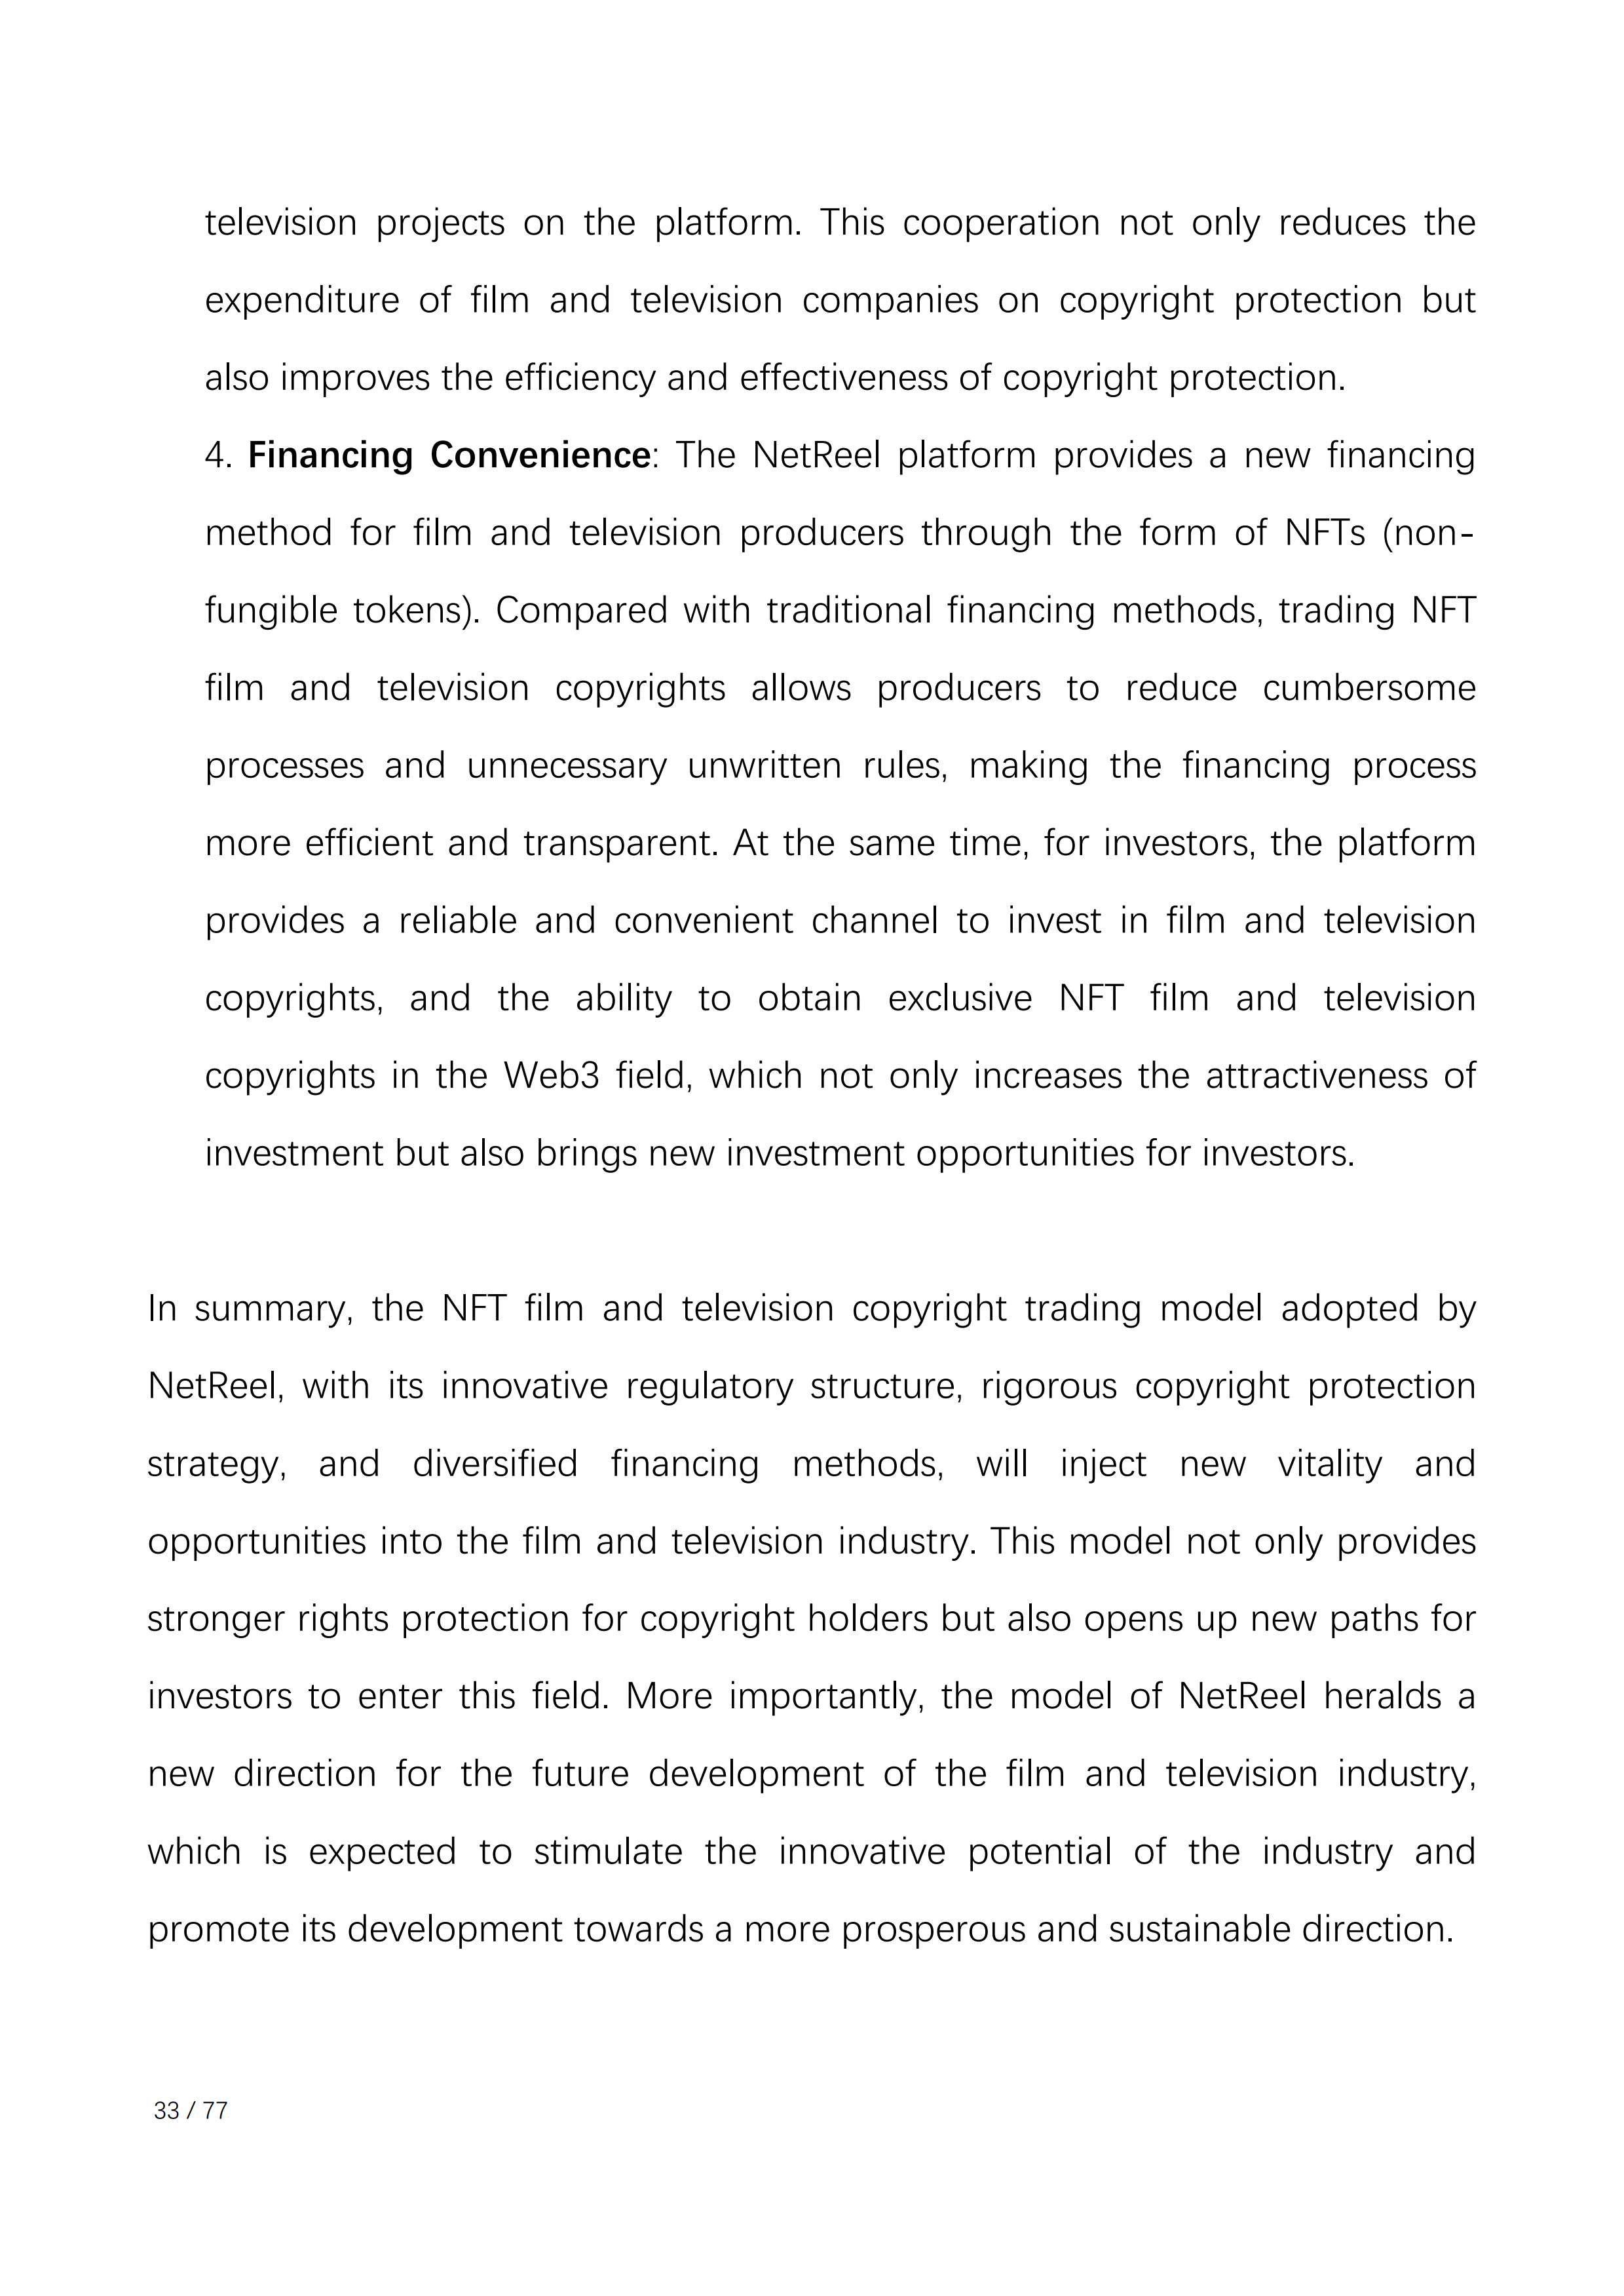 television projects on the platform. This cooperation not only reduces the
expenditure of film and television companies on copyright protection but
also improves the efficiency and effectiveness of copyright protection.
4. Financing Convenience: The NetReel platform provides a new financing
method for film and television producers through the form of NFTs (non-
fungible tokens). Compared with traditional financing methods, trading NFT
film and television copyrights allows producers to reduce cumbersome
processes and unnecessary unwritten rules, making the financing process
more efficient and transparent. At the same time, for investors, the platform
provides a reliable and convenient channel to invest in film and television
copyrights, and the ability to obtain exclusive NFT film and television
copyrights in the Web3 field, which not only increases the attractiveness of
investment but also brings new investment opportunities for investors.
In summary, the NFT film and television copyright trading model adopted by
NetReel, with its innovative regulatory structure, rigorous copyright protection
strategy, and diversified financing methods, will inject new vitality and
opportunities into the film and television industry. This model not only provides
stronger rights protection for copyright holders but also opens up new paths for
investors to enter this field. More importantly, the model of NetReel heralds a
new direction for the future development of the film and television industry,
which is expected to stimulate the innovative potential of the industry and
promote its development towards a more prosperous and sustainable direction.
33 / 77